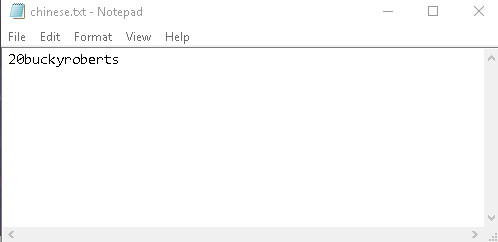 chinese.txt - Notepad
File Edit Format View Help
20buckyroberts